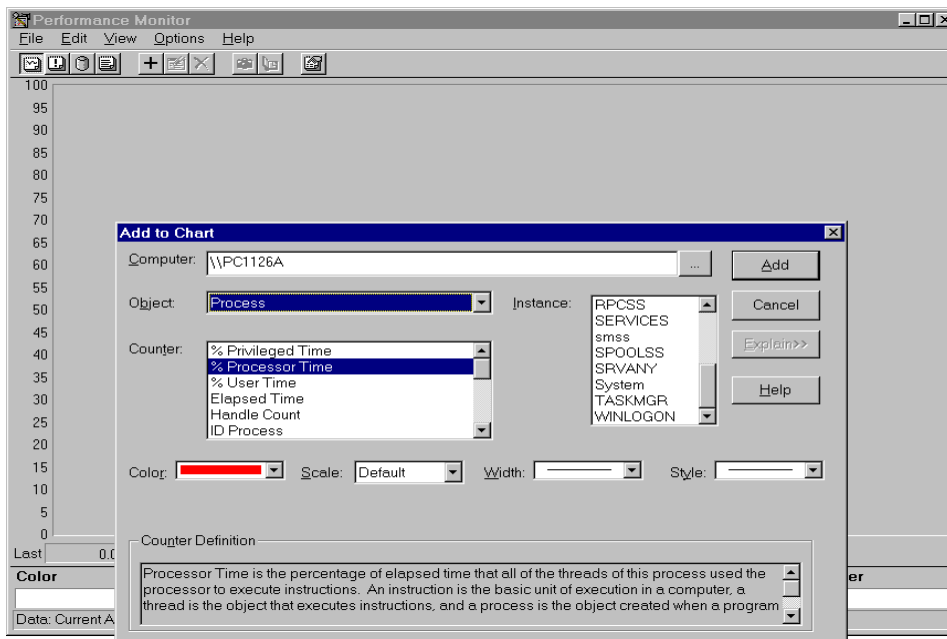 Performance Monitor
File Edit View Options Help
100
95
90
85
80
75
70
65
60
55
50
45
40
35
30
25
20
15
10
5
0
Add to Chart
Computer: \\PC1126A ... Add
Object: Process Instance: Cancel
RPCSS
SERVICES
smss
SPOOLSS
SRVANY
System
TASKMGR
WINLOGON
Explain>>
Help
Counter:
% Privileged Time
% Processor Time
% User Time
Elapsed Time
Handle Count
ID Process
Color: Scale: Default Width: Style:
Counter Definition
Processor Time is the percentage of elapsed time that all of the threads of this process used the
processor to execute instructions. An instruction is the basic unit of execution in a computer, a
thread is the object that executes instructions, and a process is the object created when a program
Last
Color
Data: Current